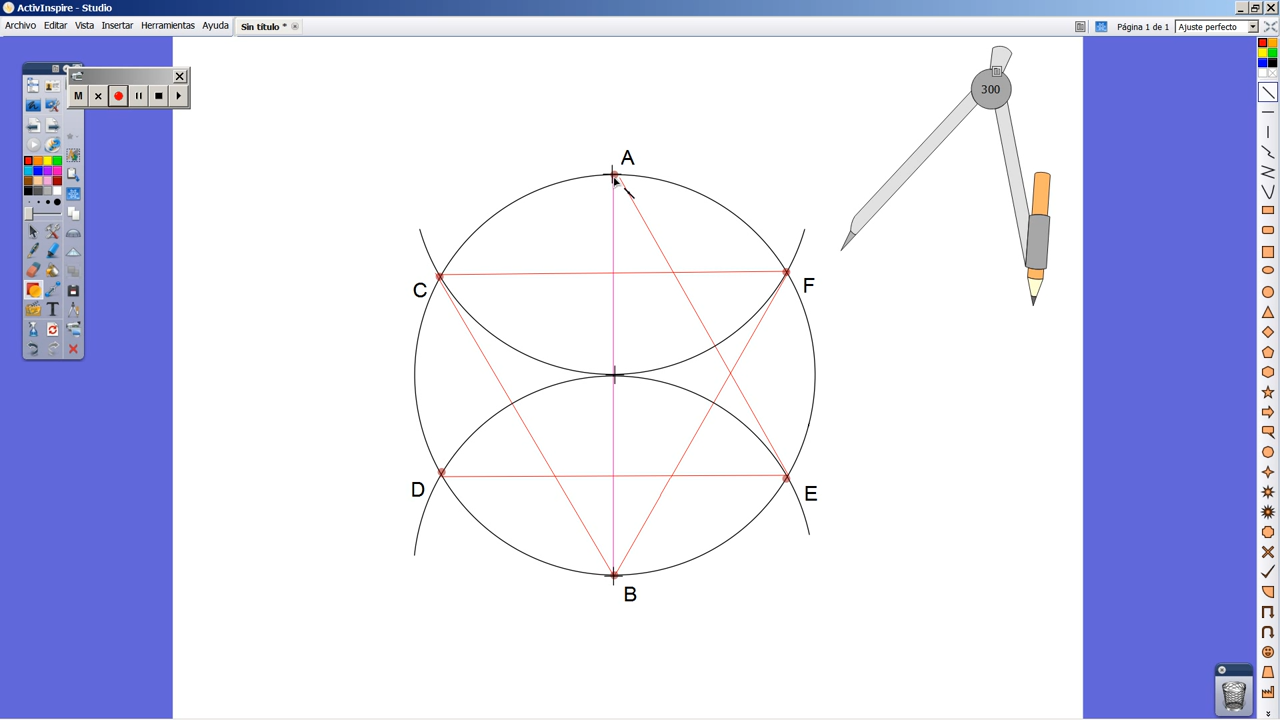 ActivInspire - Studio
Archivo Editar Vista Insertar Herramientas Ayuda
Sin título *
Página 1 de 1
Ajuste perfecto
M
300
A
C
F
D
E
B
T